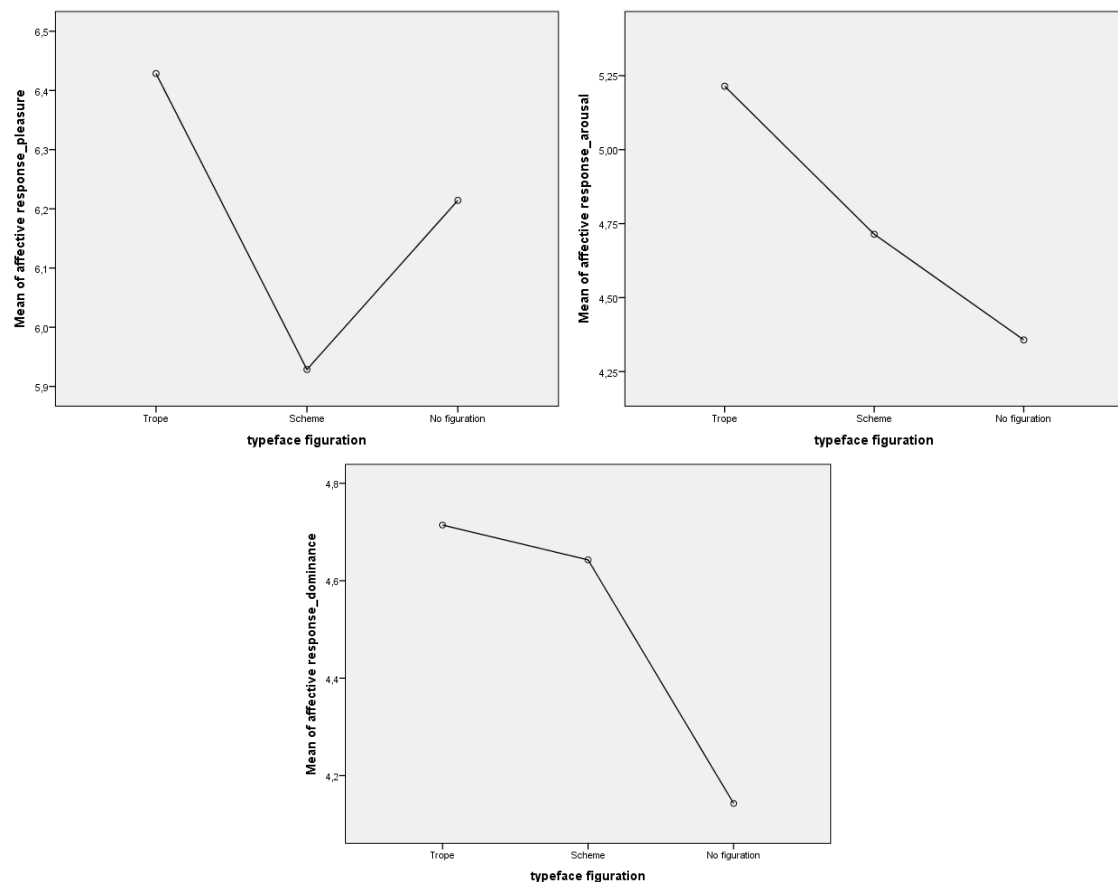 Mean of affective response_pleasure
6,5
6,4
6,3
6,2
6,1
6,0
5,9
Trope Scheme No figuration
typeface figuration
Mean of affective response_arousal
5,25
5,00
4,75
4,50
4,25
Trope Scheme No figuration
typeface figuration
Mean of affective response_dominance
4,8
4,6
4,4
4,2
Trope Scheme No figuration
typeface figuration